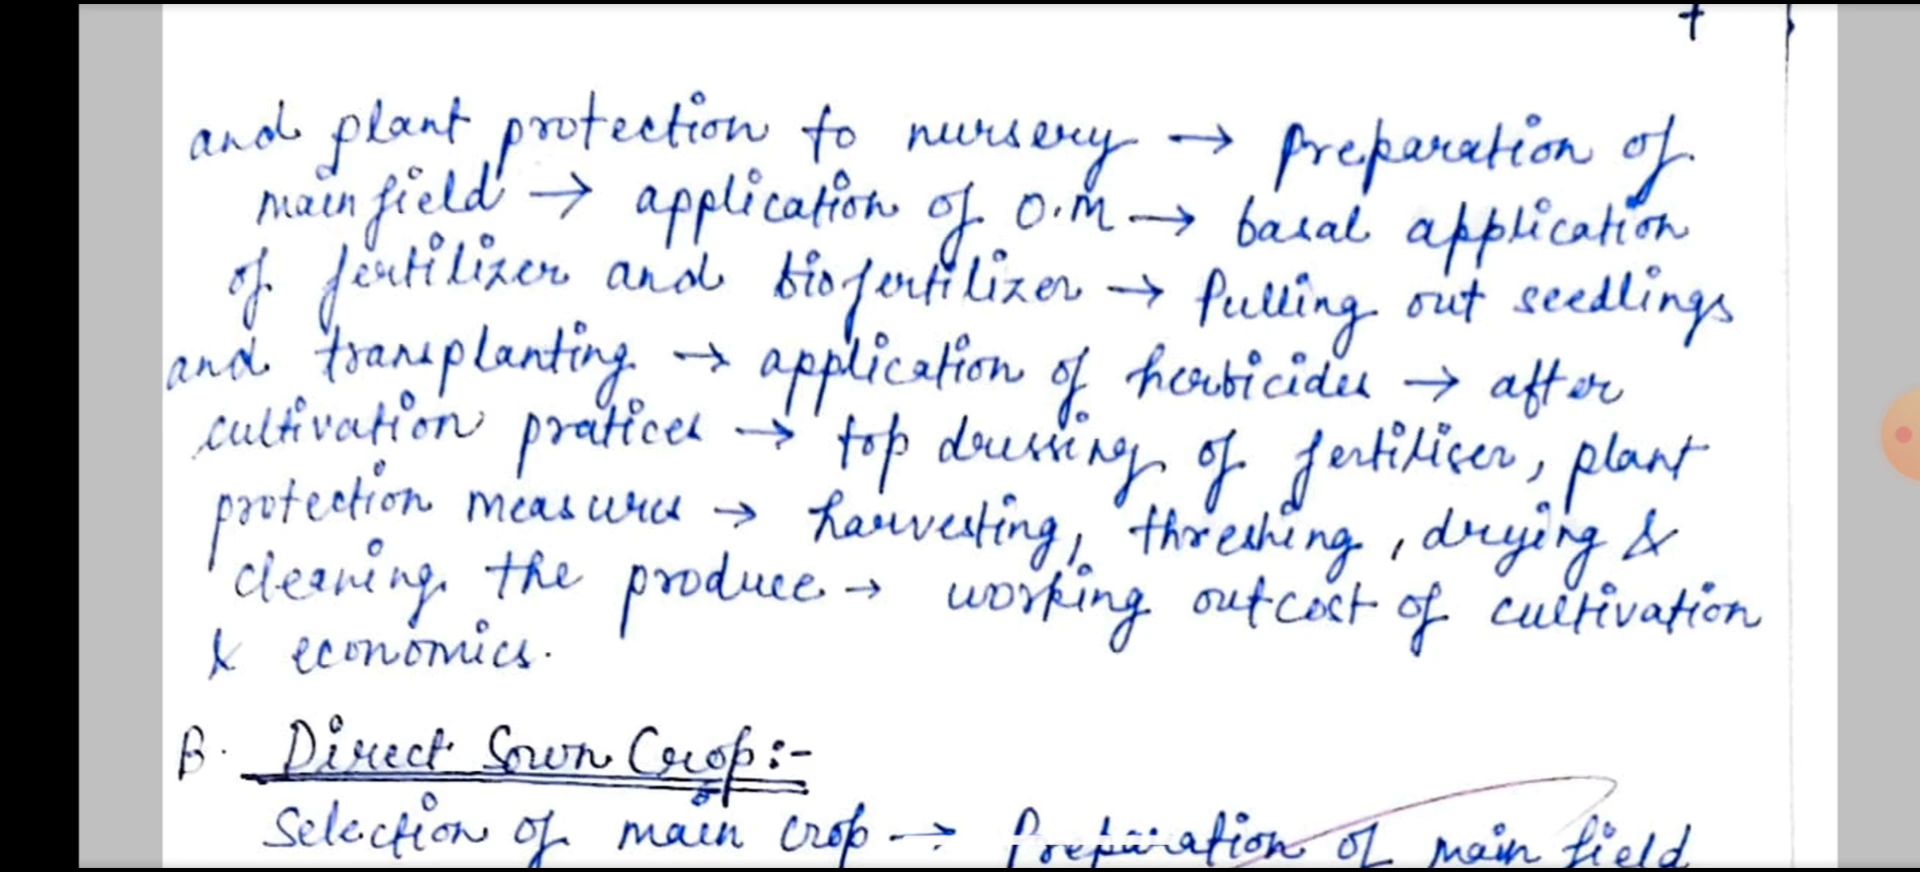 and plant protection to nursery → Preparation of
main field → application of O.M → basal application
of fertilizer and biofertilizer → Pulling out seedlings
and transplanting → application of herbicides → after
cultivation pratices → top dressing of fertiliser, plant
protection measures → harvesting, threshing, drying &
cleaning the produce → working out cost of cultivation
& economics.
B. Direct Sown Crop:-
Selection of main crop → Preparation of main field